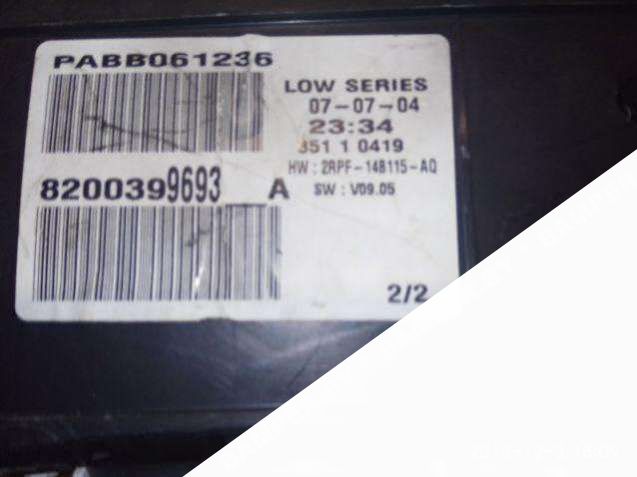 PABB061236
LOW SERIES
07-07-04
23:34
351 1 0419
HW : 2RPF-14B115-AQ
8200399693 A
SW : V09.05
2/2